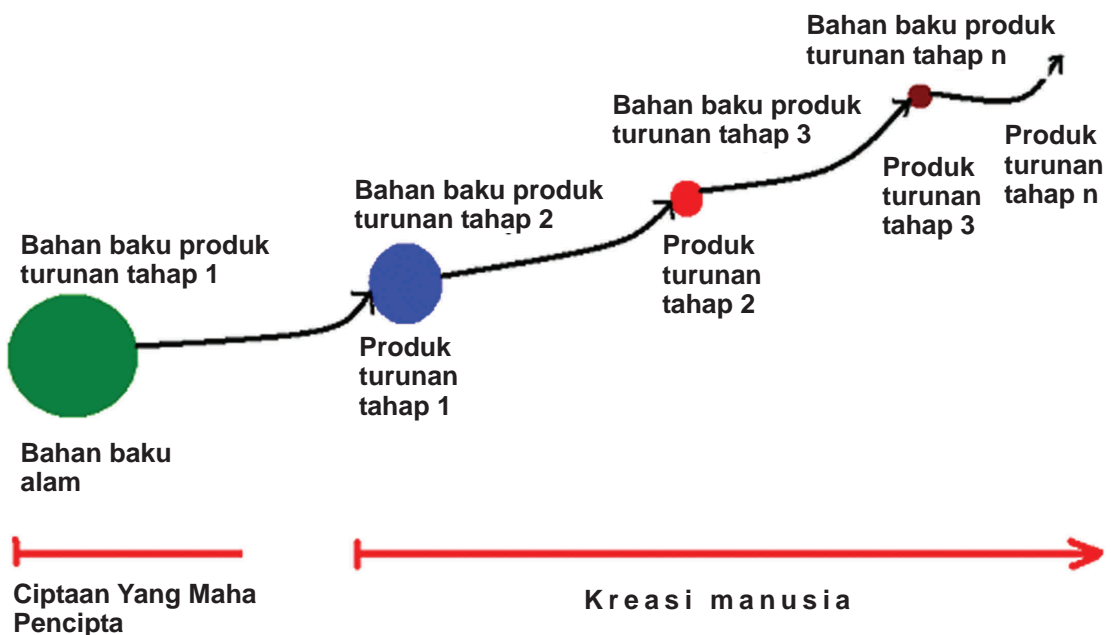 Bahan baku produk
turunan tahap n
Bahan baku produk
turunan tahap 3
Produk
turunan
tahap n
Produk
turunan
tahap 3
Bahan baku produk
turunan tahap 2
Produk
turunan
tahap 2
Bahan baku produk
turunan tahap 1
Produk
turunan
tahap 1
Bahan baku
alam
Ciptaan Yang Maha
Pencipta
Kreasi manusia